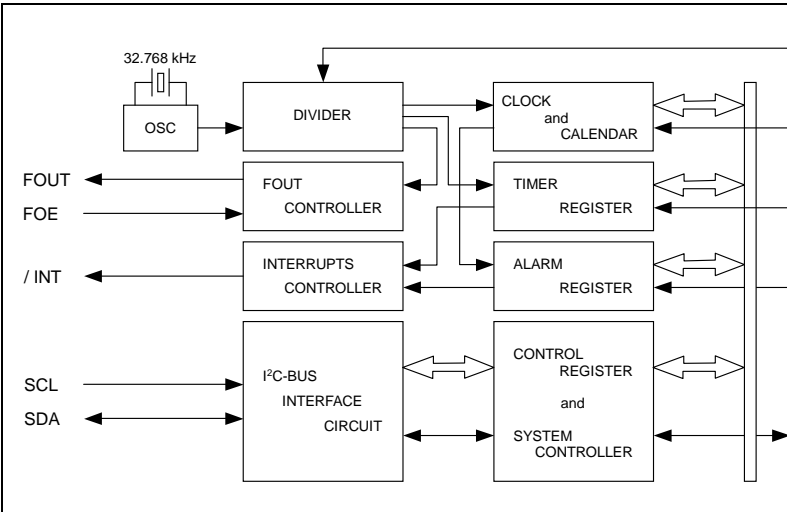 32.768 kHz
OSC
DIVIDER
CLOCK
and
CALENDAR
FOUT
FOE
FOUT
CONTROLLER
TIMER
REGISTER
/ INT
INTERRUPTS
CONTROLLER
ALARM
REGISTER
SCL
SDA
I²C-BUS
INTERFACE
CIRCUIT
CONTROL
REGISTER
and
SYSTEM
CONTROLLER